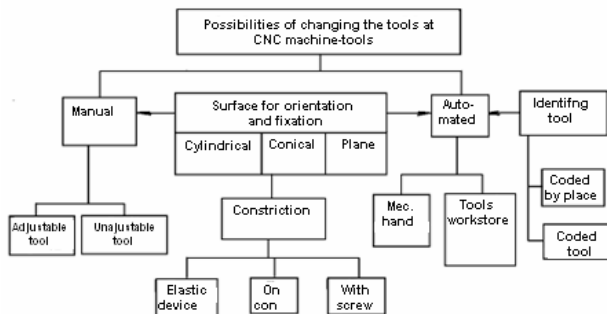 Possibilities of changing the tools at
CNC machine-tools
Manual
Surface for orientation
and fixation
Cylindrical
Conical
Plane
Auto-
mated
Identifng
tool
Adjustable
tool
Unajustable
tool
Constriction
Mec.
hand
Tools
workstore
Coded
by place
Coded
tool
Elastic
device
On
con
With
screw